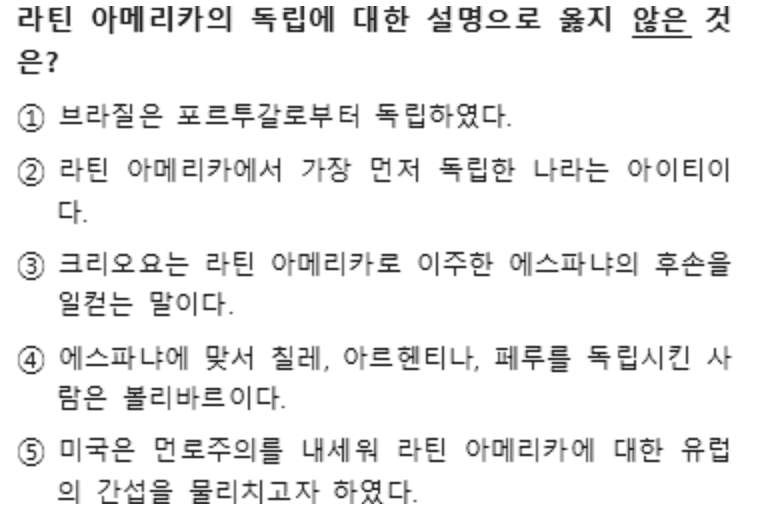 라틴 아메리카의 독립에 대한 설명으로 옳지 않은 것
은?
① 브라질은 포르투갈로부터 독립하였다.
② 라틴 아메리카에서 가장 먼저 독립한 나라는 아이티이
다.
③ 크리오요는 라틴 아메리카로 이주한 에스파냐의 후손을
일컫는 말이다.
④ 에스파냐에 맞서 칠레, 아르헨티나, 페루를 독립시킨 사
람은 볼리바르이다.
⑤ 미국은 먼로주의를 내세워 라틴 아메리카에 대한 유럽
의 간섭을 물리치고자 하였다.